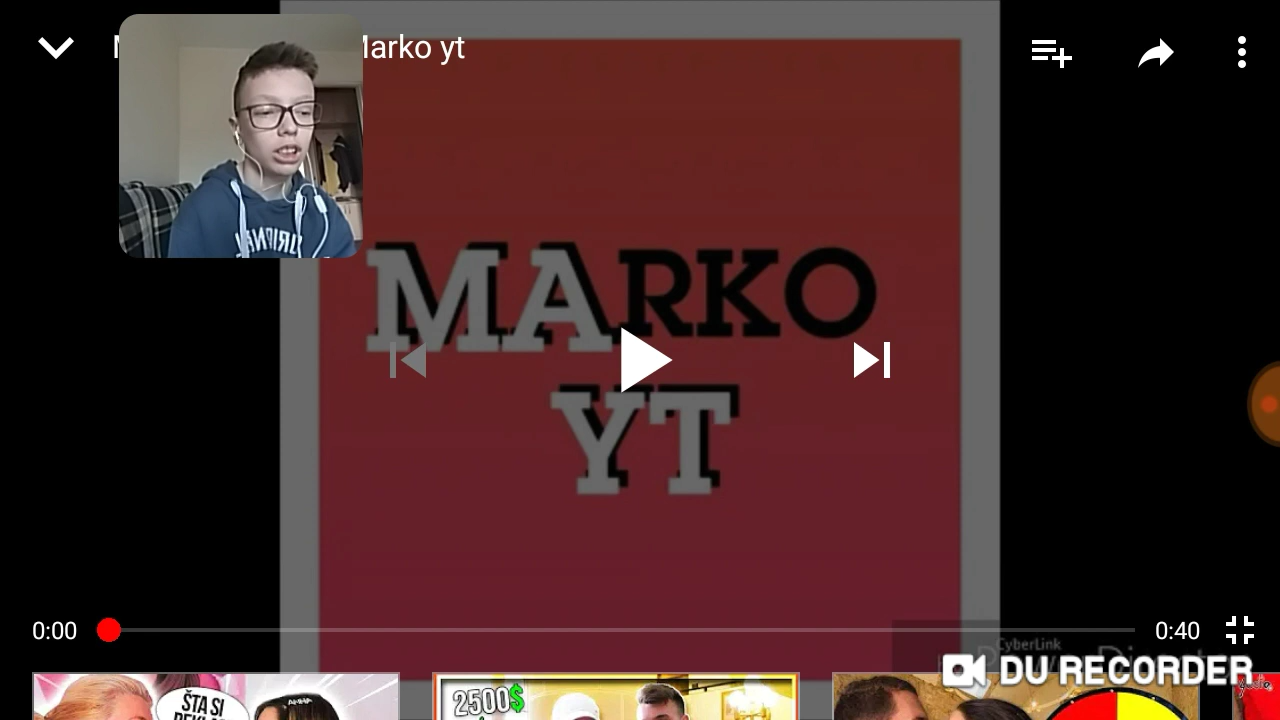 Marko yt
MARKO
YT
0:00
0:40
CyberLink
DU RECORDER
ŠTA SI
2500$